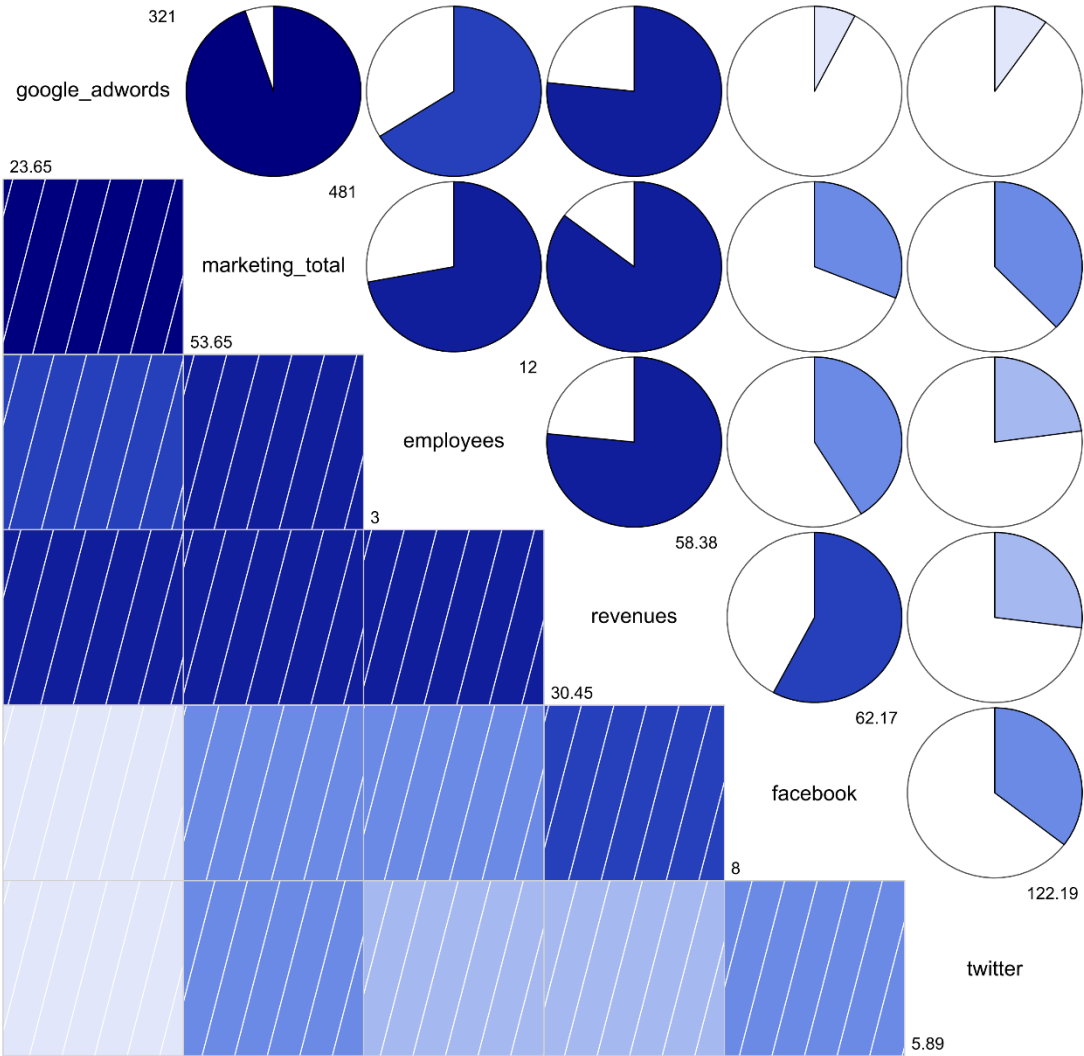 321
google_adwords
23.65
481
marketing_total
53.65
12
employees
3
58.38
revenues
30.45
62.17
facebook
8
122.19
twitter
5.89